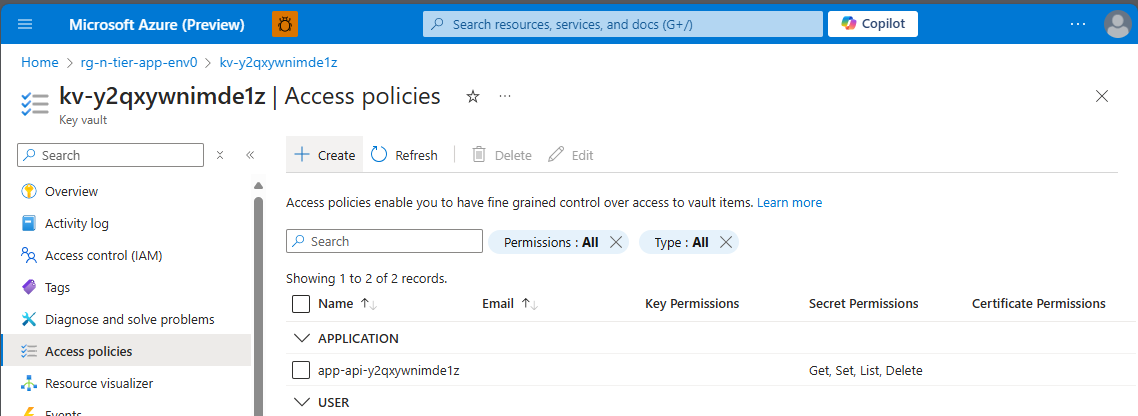 Microsoft Azure (Preview)
Search resources, services, and docs (G+/)
Copilot
Home > rg-n-tier-app-env0 > kv-y2qxywnimde1z
kv-y2qxywnimde1z | Access policies
Key vault
Search
Create
Refresh
Delete
Edit
Overview
Activity log
Access control (IAM)
Tags
Diagnose and solve problems
Access policies
Resource visualizer
Events
Access policies enable you to have fine grained control over access to vault items. Learn more
Search
Permissions : All
Type : All
Showing 1 to 2 of 2 records.
Name Email Key Permissions Secret Permissions Certificate Permissions
APPLICATION
app-api-y2qxywnimde1z Get, Set, List, Delete
USER